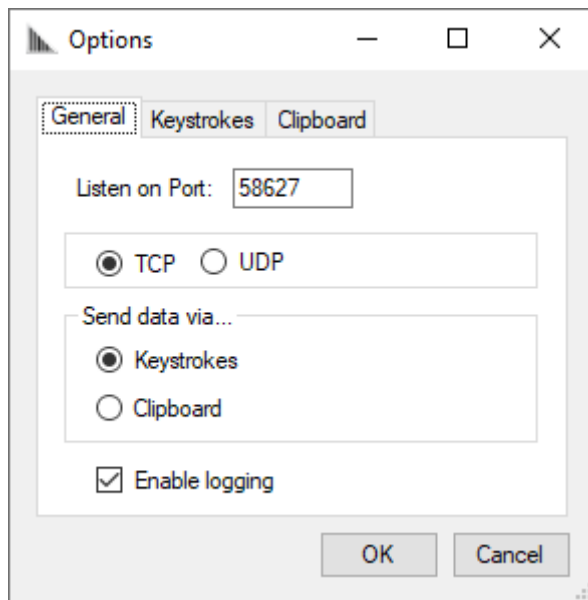 Options
General Keystrokes Clipboard
Listen on Port: 58627
TCP UDP
Send data via...
Keystrokes
Clipboard
Enable logging
OK Cancel